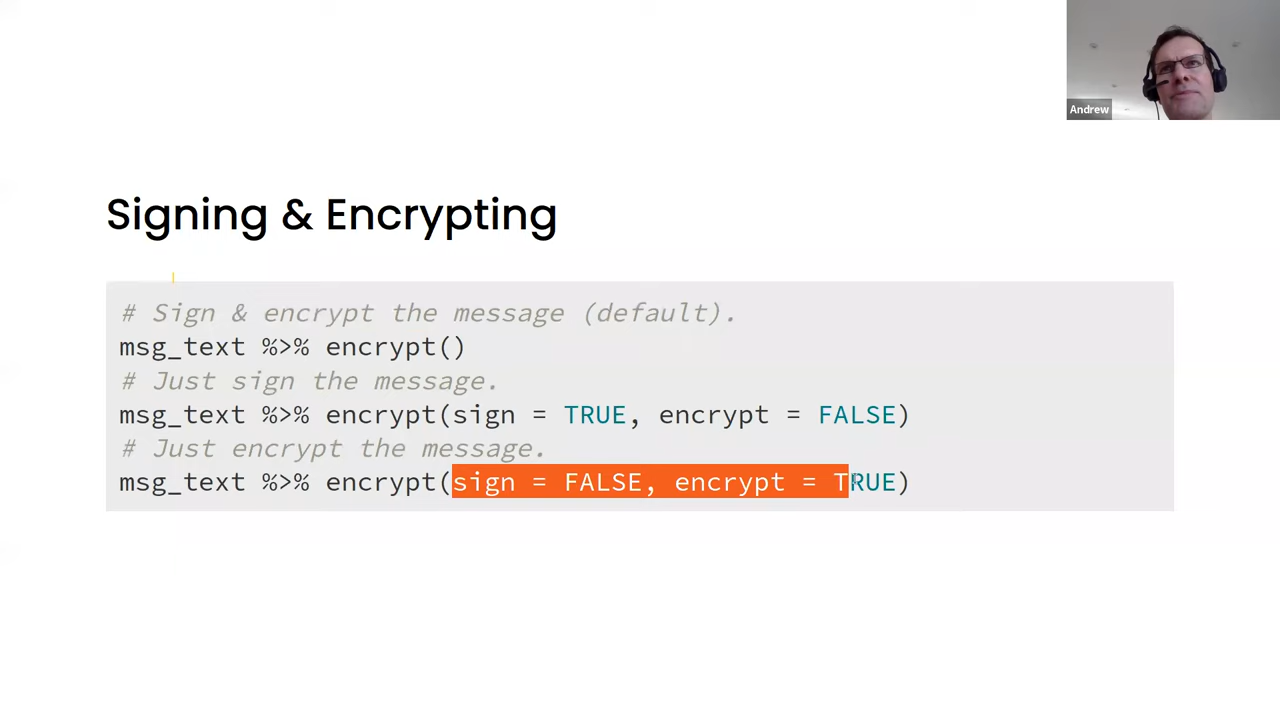 Andrew
Signing & Encrypting
# Sign & encrypt the message (default).
msg_text %>% encrypt()
# Just sign the message.
msg_text %>% encrypt(sign = TRUE, encrypt = FALSE)
# Just encrypt the message.
msg_text %>% encrypt(sign = FALSE, encrypt = TRUE)